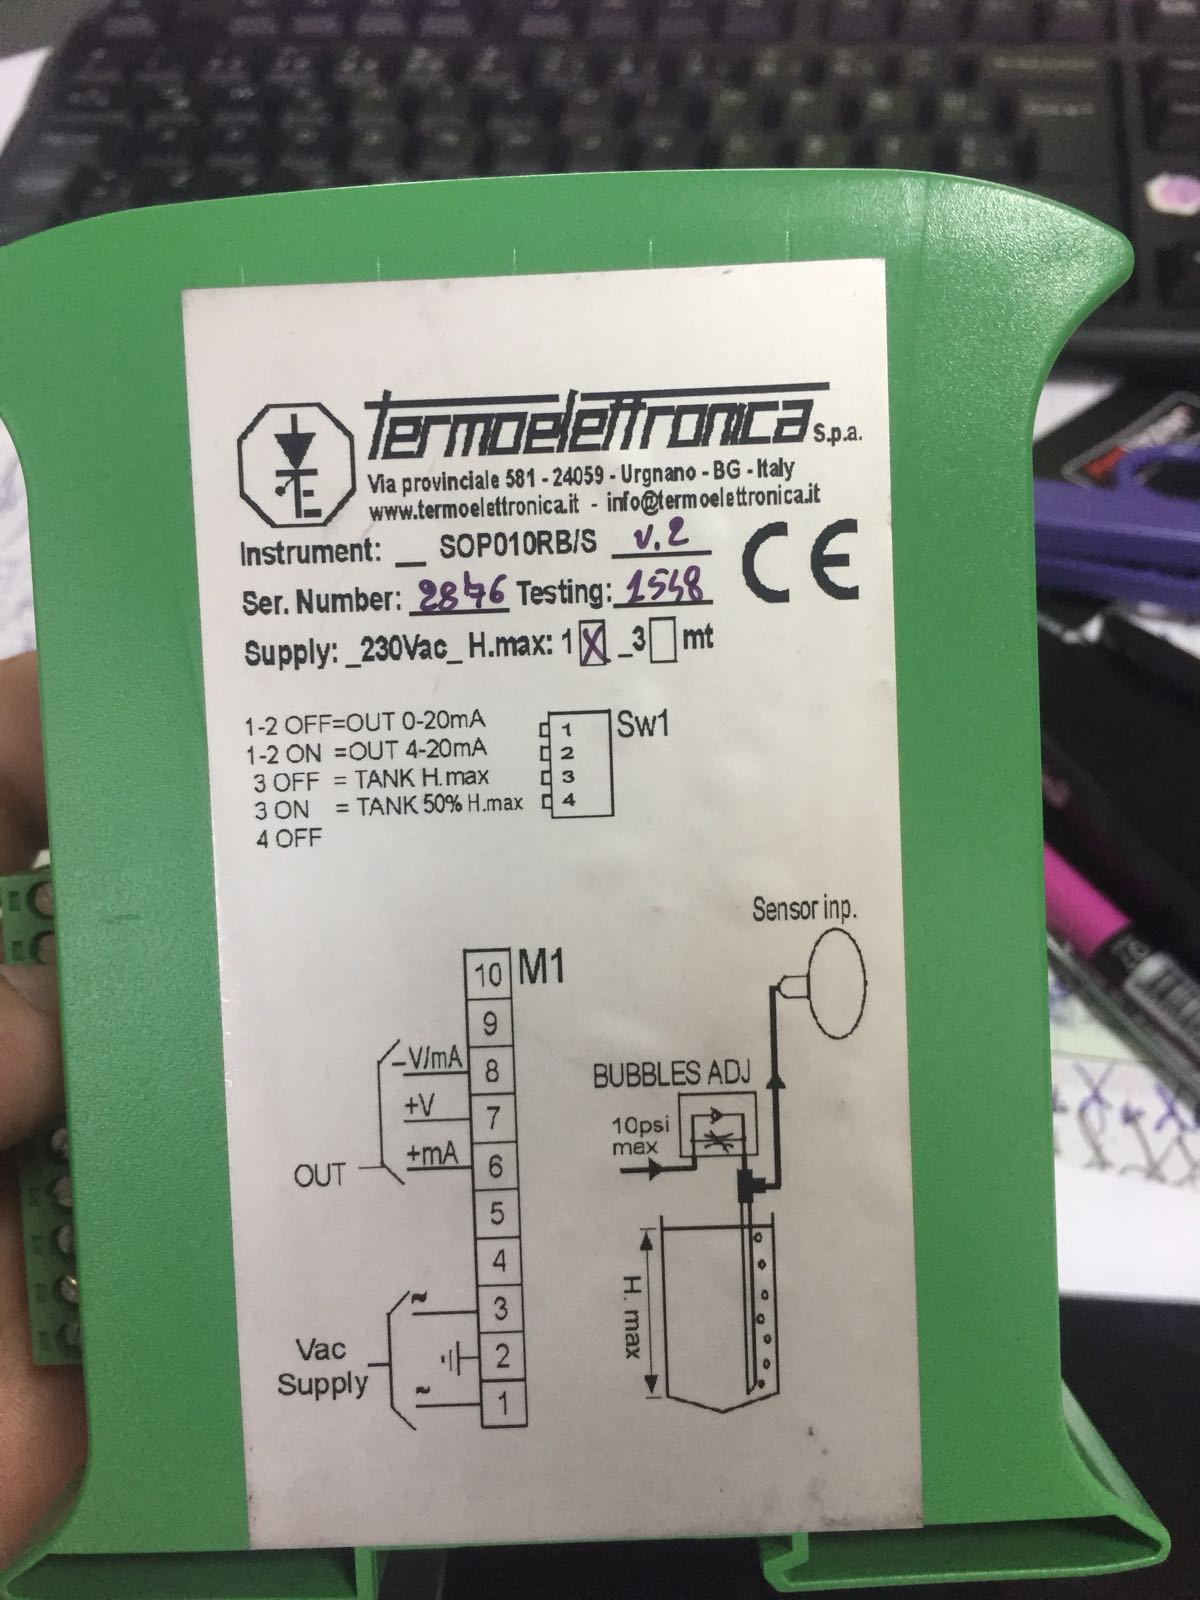 termoelettronica S.p.a.
Via provinciale 581 - 24059 - Urgnano - BG - Italy
www.termoelettronica.it - info@termoelettronica.it
Instrument: __ SOP010RB/S v.2
CE
Ser. Number: 2876 Testing: 1548
Supply: _230Vac_ H.max: 1 X _3 mt
1-2 OFF=OUT 0-20mA
1-2 ON =OUT 4-20mA
3 OFF = TANK H.max
3 ON = TANK 50% H.max
4 OFF
1
2
3
4
Sw1
Sensor inp.
M1
10
9
8
7
6
5
4
3
2
1
-V/mA
+V
+mA
OUT
Vac
Supply
BUBBLES ADJ
10psi
max
H. max